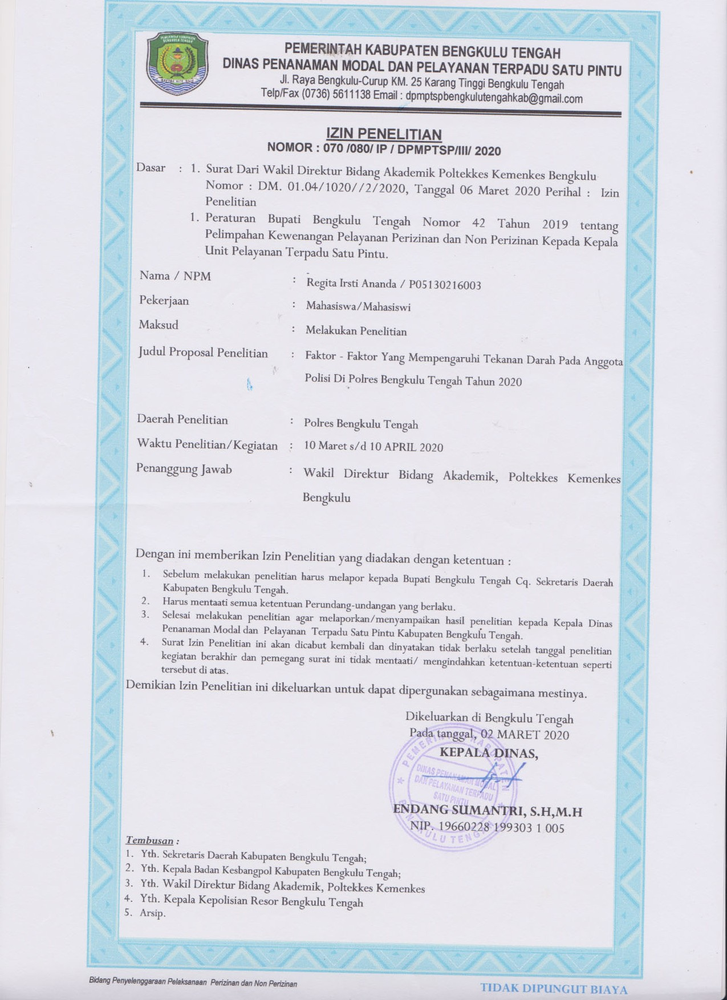 PEMERINTAH KABUPATEN BENGKULU TENGAH
DINAS PENANAMAN MODAL DAN PELAYANAN TERPADU SATU PINTU
Jl. Raya Bengkulu-Curup KM. 25 Karang Tinggi Bengkulu Tengah
Telp/Fax (0736) 5611138 Email : dpmptspbengkulutengahkab@gmail.com
IZIN PENELITIAN
NOMOR : 070 /080/ IP / DPMPTSP/III/ 2020
Dasar : 1. Surat Dari Wakil Direktur Bidang Akademik Poltekkes Kemenkes Bengkulu
Nomor : DM. 01.04/1020//2/2020, Tanggal 06 Maret 2020 Perihal : Izin
Penelitian
1. Peraturan Bupati Bengkulu Tengah Nomor 42 Tahun 2019 tentang
Pelimpahan Kewenangan Pelayanan Perizinan dan Non Perizinan Kepada Kepala
Unit Pelayanan Terpadu Satu Pintu.
Nama / NPM : Regita Irsti Ananda / P05130216003
Pekerjaan : Mahasiswa/Mahasiswi
Maksud : Melakukan Penelitian
Judul Proposal Penelitian : Faktor - Faktor Yang Mempengaruhi Tekanan Darah Pada Anggota
Polisi Di Polres Bengkulu Tengah Tahun 2020
Daerah Penelitian : Polres Bengkulu Tengah
Waktu Penelitian/Kegiatan : 10 Maret s/d 10 APRIL 2020
Penanggung Jawab : Wakil Direktur Bidang Akademik, Poltekkes Kemenkes
Bengkulu
Dengan ini memberikan Izin Penelitian yang diadakan dengan ketentuan :
1. Sebelum melakukan penelitian harus melapor kepada Bupati Bengkulu Tengah Cq. Sekretaris Daerah
Kabupaten Bengkulu Tengah.
2. Harus mentaati semua ketentuan Perundang-undangan yang berlaku.
3. Selesai melakukan penelitian agar melaporkan/menyampaikan hasil penelitian kepada Kepala Dinas
Penanaman Modal dan Pelayanan Terpadu Satu Pintu Kabupaten Bengkulu Tengah.
4. Surat Izin Penelitian ini akan dicabut kembali dan dinyatakan tidak berlaku setelah tanggal penelitian
kegiatan berakhir dan pemegang surat ini tidak mentaati/ mengindahkan ketentuan-ketentuan seperti
tersebut di atas.
Demikian Izin Penelitian ini dikeluarkan untuk dapat dipergunakan sebagaimana mestinya.
Dikeluarkan di Bengkulu Tengah
Pada tanggal, 02 MARET 2020
KEPALA DINAS,
PEMERINTAH KABUPATEN
DINAS PENANAMAN MODAL
DAN PELAYANAN TERPADU
SATU PINTU
BENGKULU TENGAH
ENDANG SUMANTRI, S.H,M.H
NIP. 19660228 199303 1 005
Tembusan :
1. Yth. Sekretaris Daerah Kabupaten Bengkulu Tengah;
2. Yth. Kepala Badan Kesbangpol Kabupaten Bengkulu Tengah;
3. Yth. Wakil Direktur Bidang Akademik, Poltekkes Kemenkes
4. Yth. Kepala Kepolisian Resor Bengkulu Tengah
5. Arsip.
Bidang Penyelenggaraan Pelaksanaan Perizinan dan Non Perizinan
TIDAK DIPUNGUT BIAYA